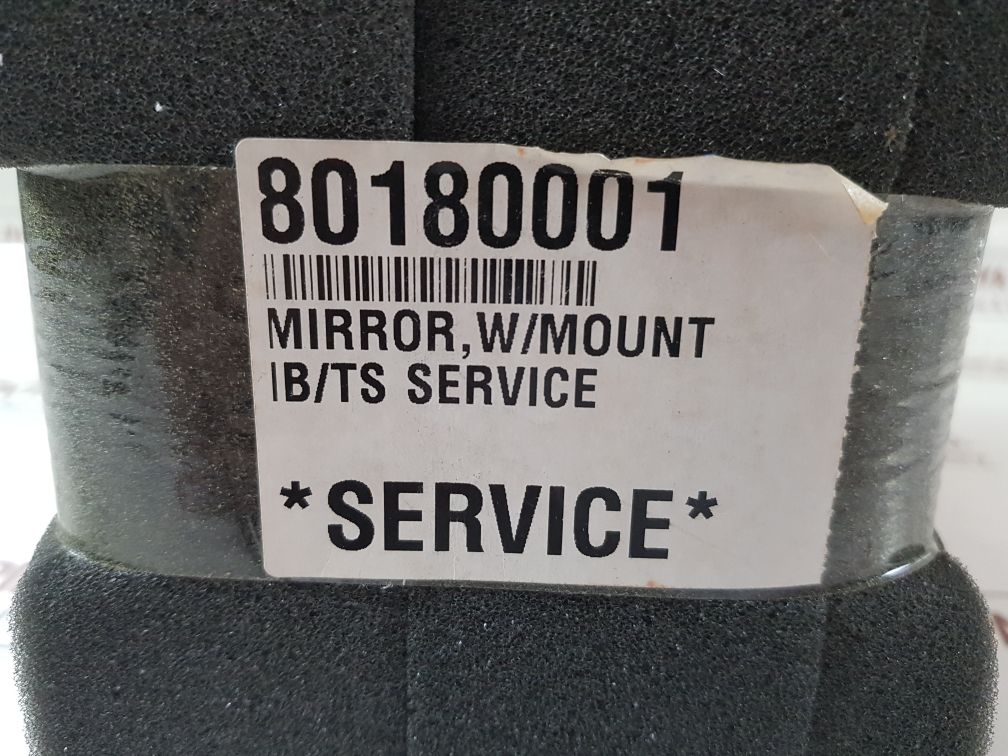 80180001
MIRROR,W/MOUNT
IB/TS SERVICE
*SERVICE*